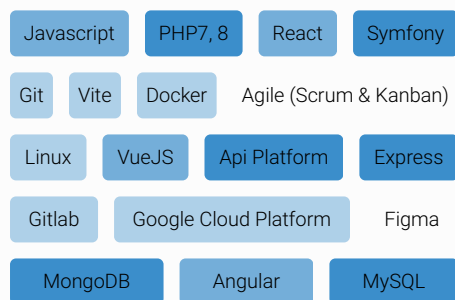 Javascript PHP7, 8 React Symfony
Git Vite Docker Agile (Scrum & Kanban)
Linux VueJS Api Platform Express
Gitlab Google Cloud Platform Figma
MongoDB Angular MySQL